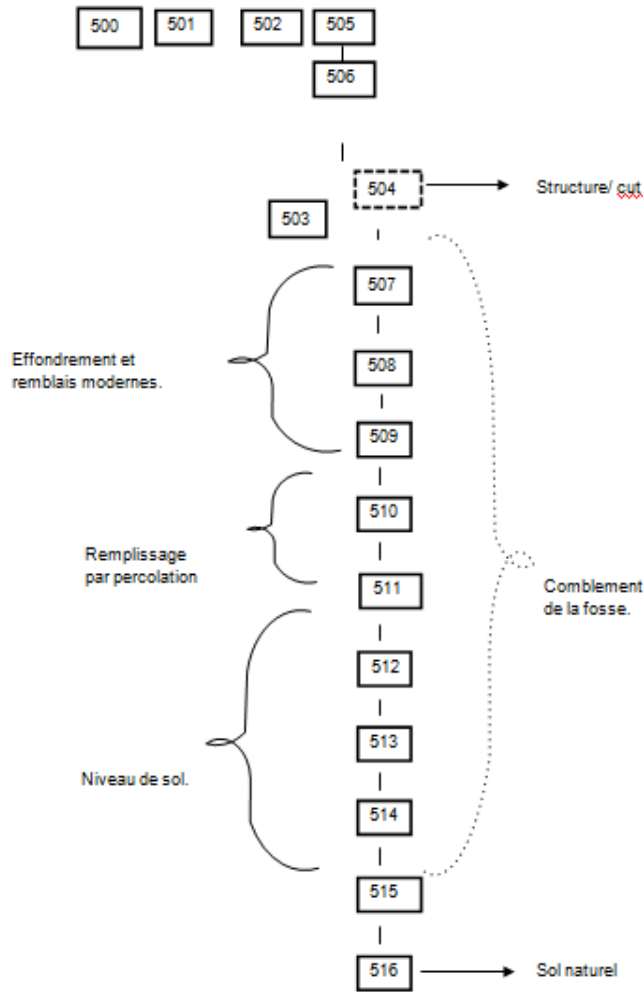 500 501 502 505
506
504 Structure/ cut
503
507
Effondrement et
remblais modernes.
508
509
510
Remplissage
par percolation
511
Comblement
de la fosse.
512
513
Niveau de sol.
514
515
516 Sol naturel